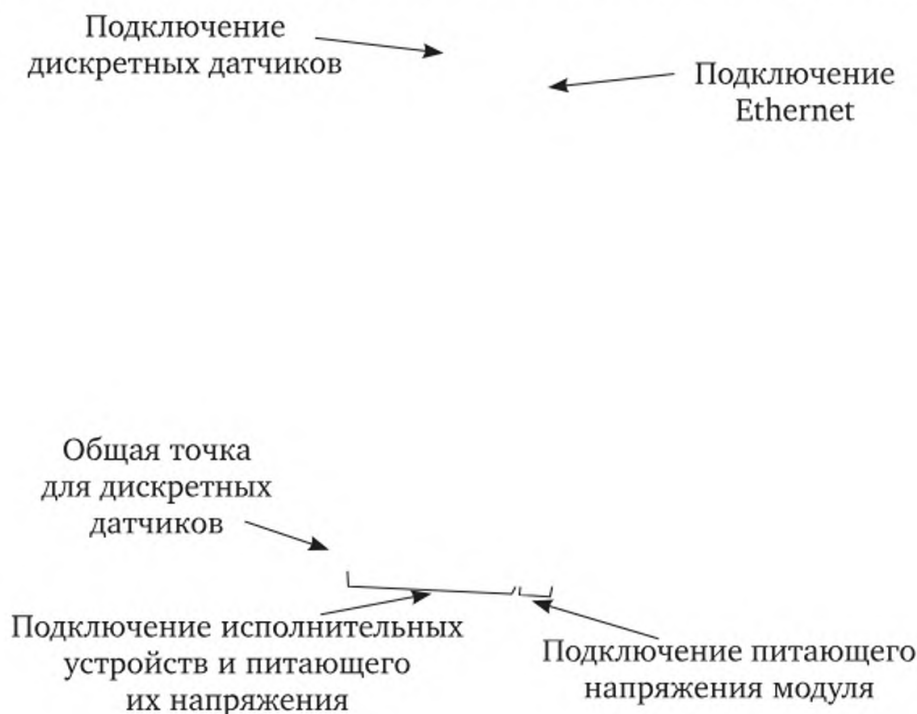 Подключение
дискретных датчиков
Подключение
Ethernet
Общая точка
для дискретных
датчиков
Подключение исполнительных
устройств и питающего
их напряжения
Подключение питающего
напряжения модуля